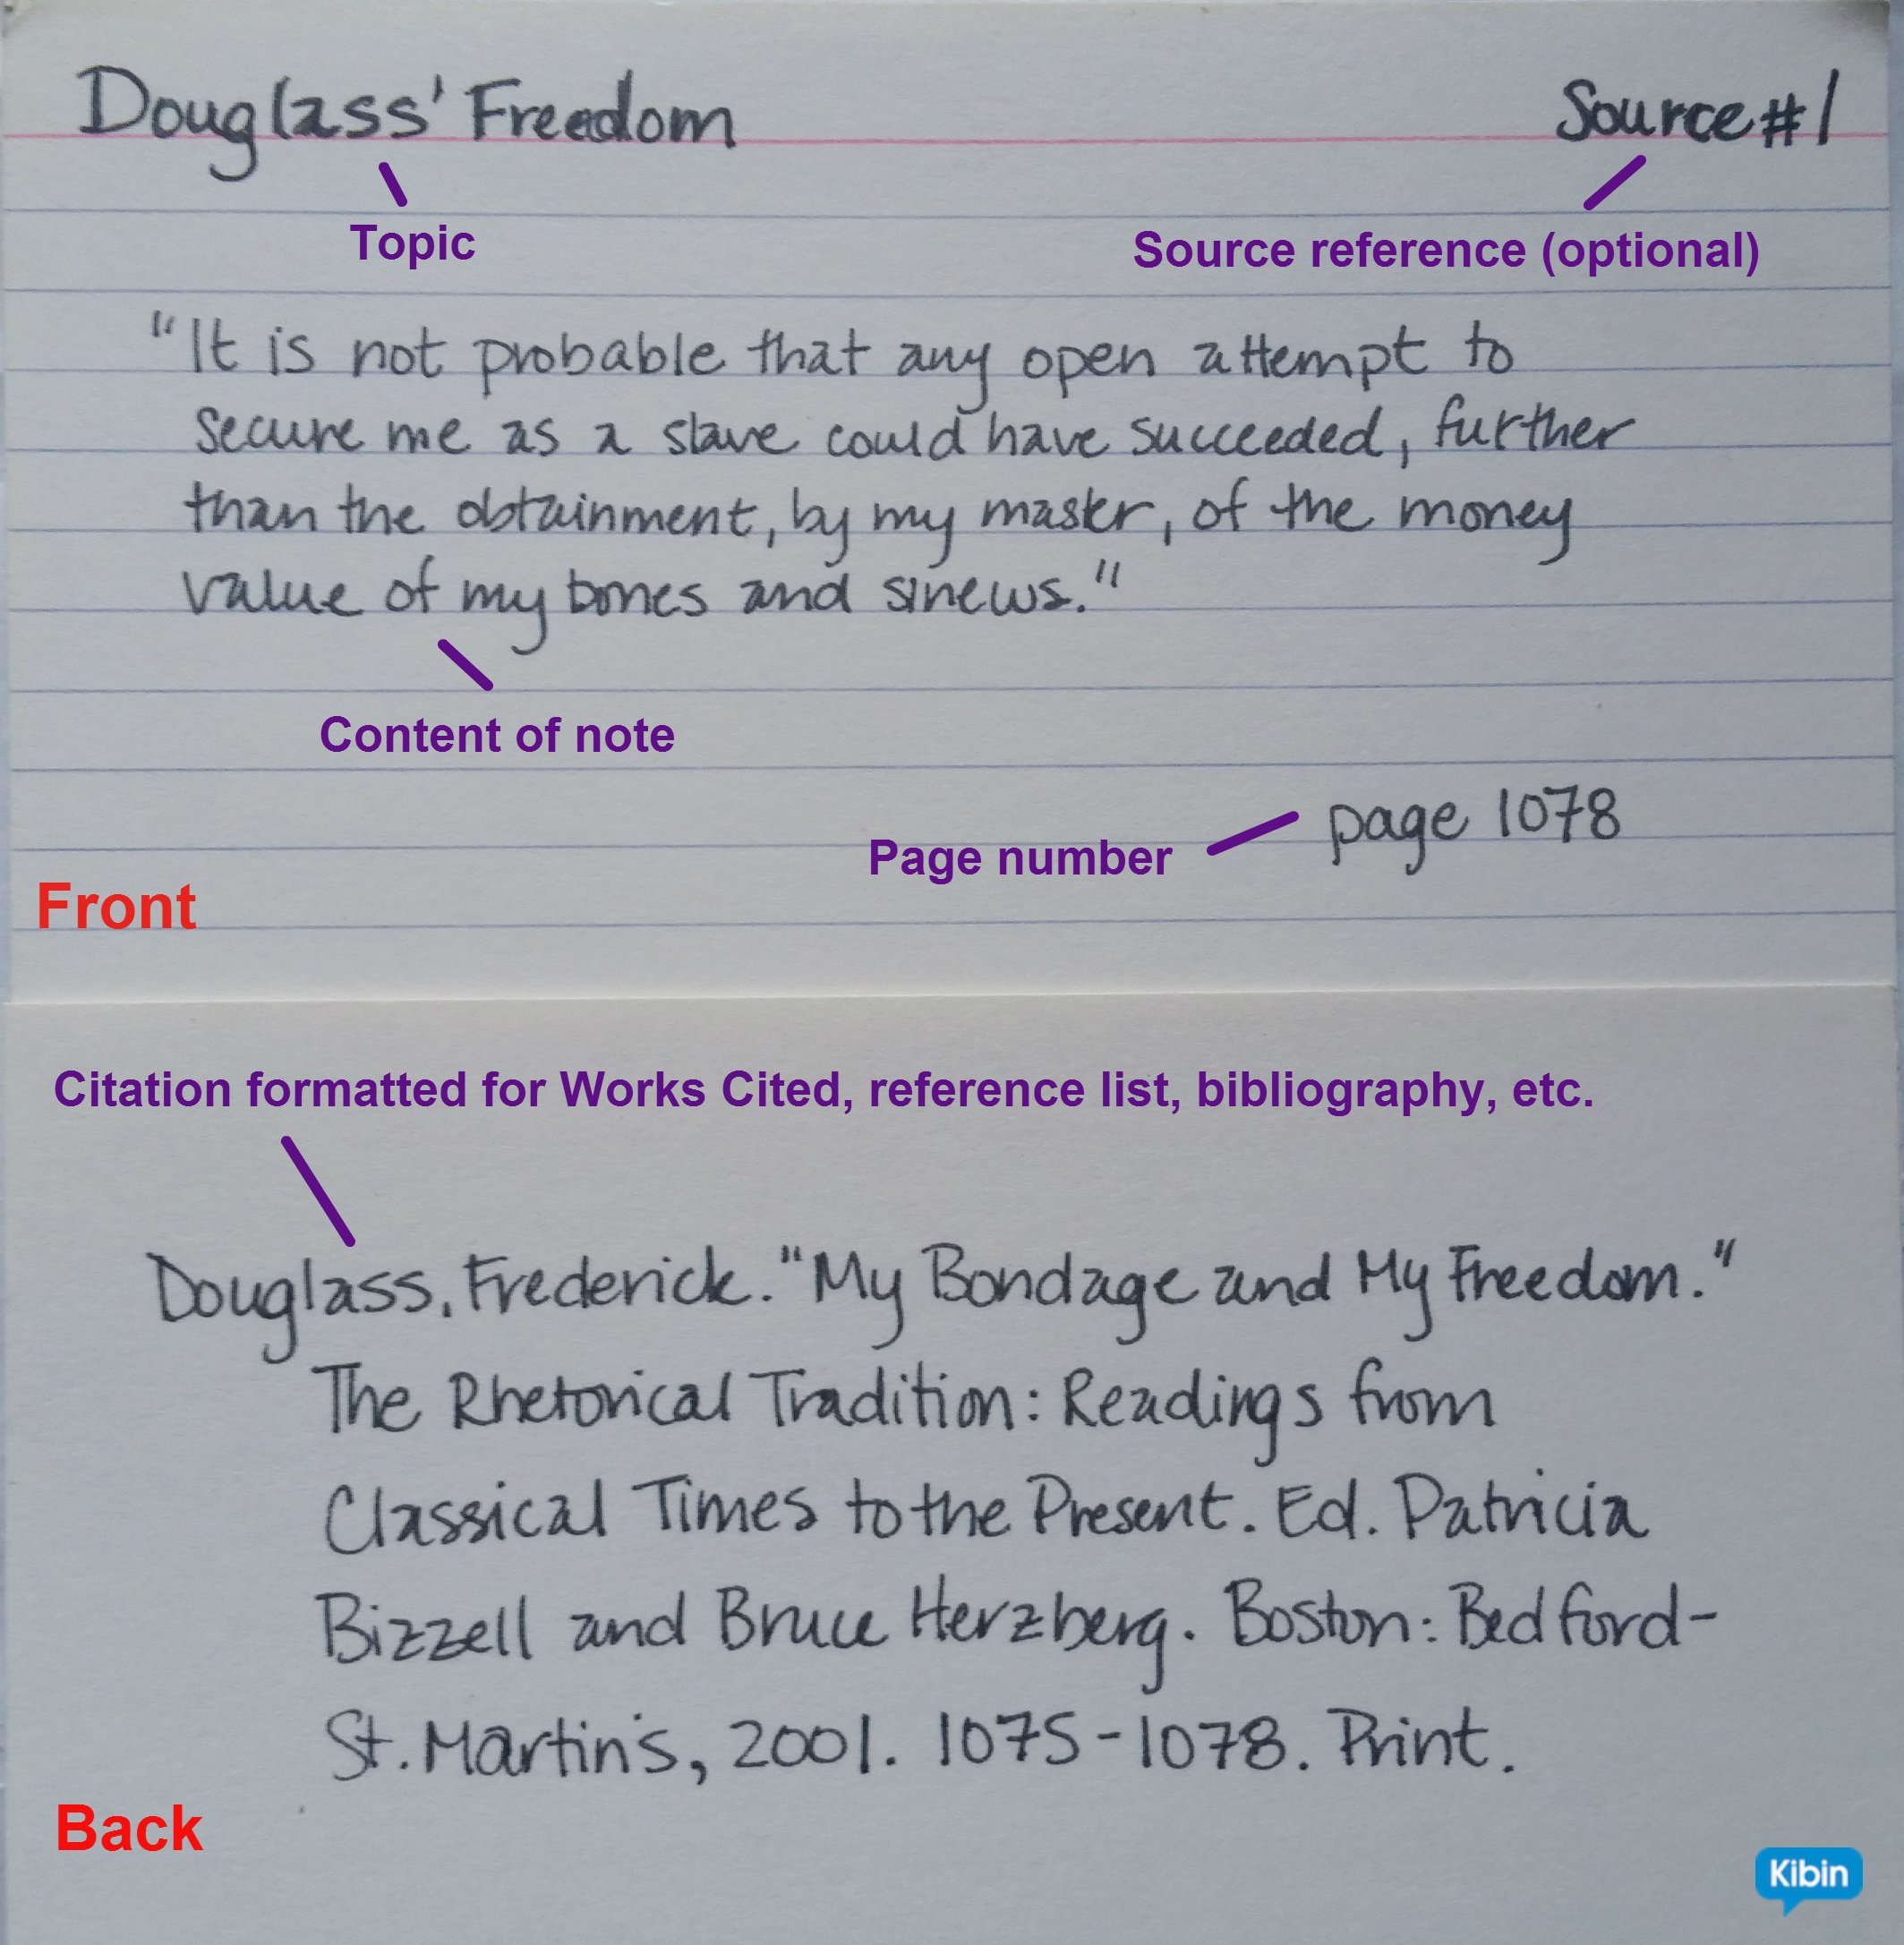 Douglass' Freedom Source #1
Topic
Source reference (optional)
"It is not probable that any open attempt to
secure me as a slave could have succeeded, further
than the obtainment, by my master, of the money
value of my bones and sinews."
Content of note
page 1078
Page number
Front
Citation formatted for Works Cited, reference list, bibliography, etc.
Douglass, Frederick. "My Bondage and My Freedom."
The Rhetorical Tradition: Readings from
Classical Times to the Present. Ed. Patricia
Bizzell and Bruce Herzberg. Boston: Bedford-
St. Martin's, 2001. 1075-1078. Print.
Back
Kibin